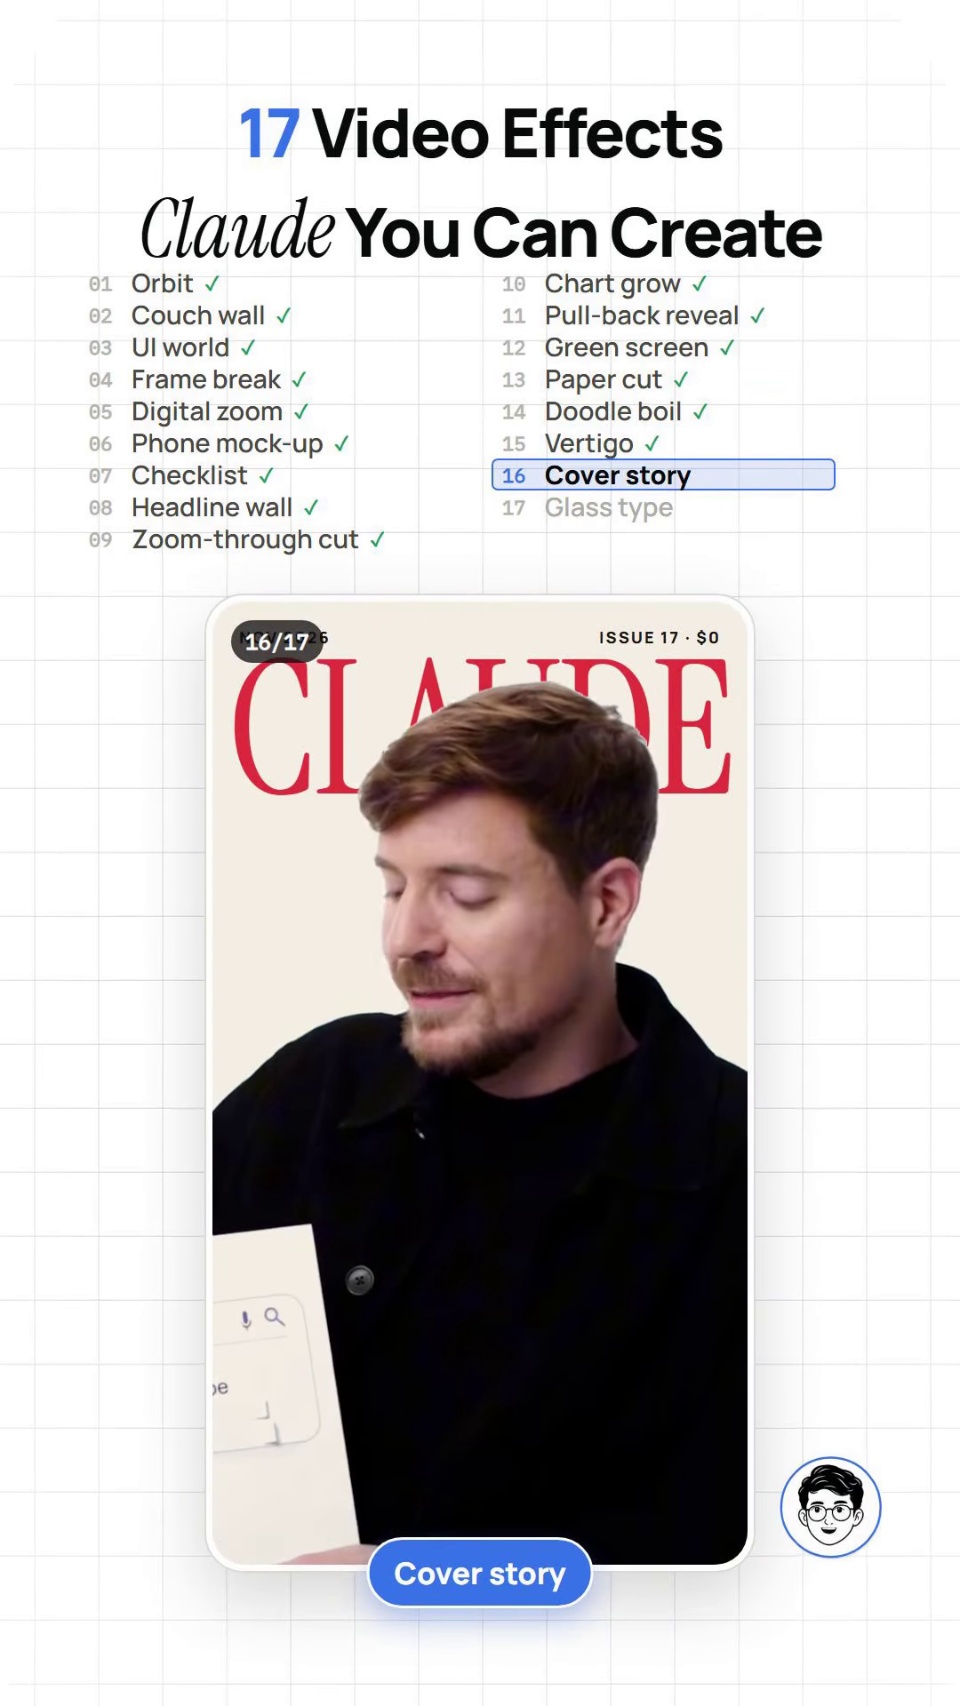 17 Video Effects
Claude You Can Create
01 Orbit ✓
02 Couch wall ✓
03 UI world ✓
04 Frame break ✓
05 Digital zoom ✓
06 Phone mock-up ✓
07 Checklist ✓
08 Headline wall ✓
09 Zoom-through cut ✓
10 Chart grow ✓
11 Pull-back reveal ✓
12 Green screen ✓
13 Paper cut ✓
14 Doodle boil ✓
15 Vertigo ✓
16 Cover story
17 Glass type
16/17
ISSUE 17 · $0
CLAUDE
Cover story